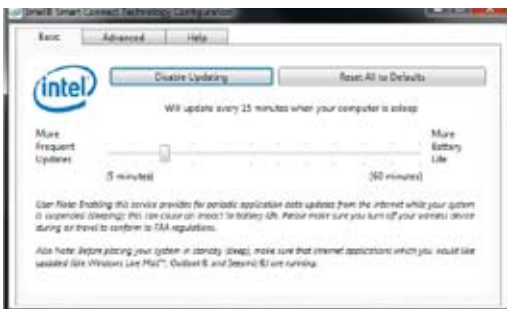 Intel® Smart Connect Technology Configuration
Basic Advanced Help
intel Disable Updating Reset All to Defaults
Will update every 15 minutes when your computer is asleep
More Frequent Updates
More Battery Life
(5 minutes) (60 minutes)
User Note: Enabling this service provides for periodic application data updates from the internet while your system
is suspended (sleeping); this can cause an impact to battery life. Please make sure you turn off your wireless device
during air travel to conform to FAA regulations.
Also Note: Before placing your system in standby (sleep), make sure that internet applications which you would like
updated (like Windows Live Mail™, Outlook® and Seesmic®) are running.